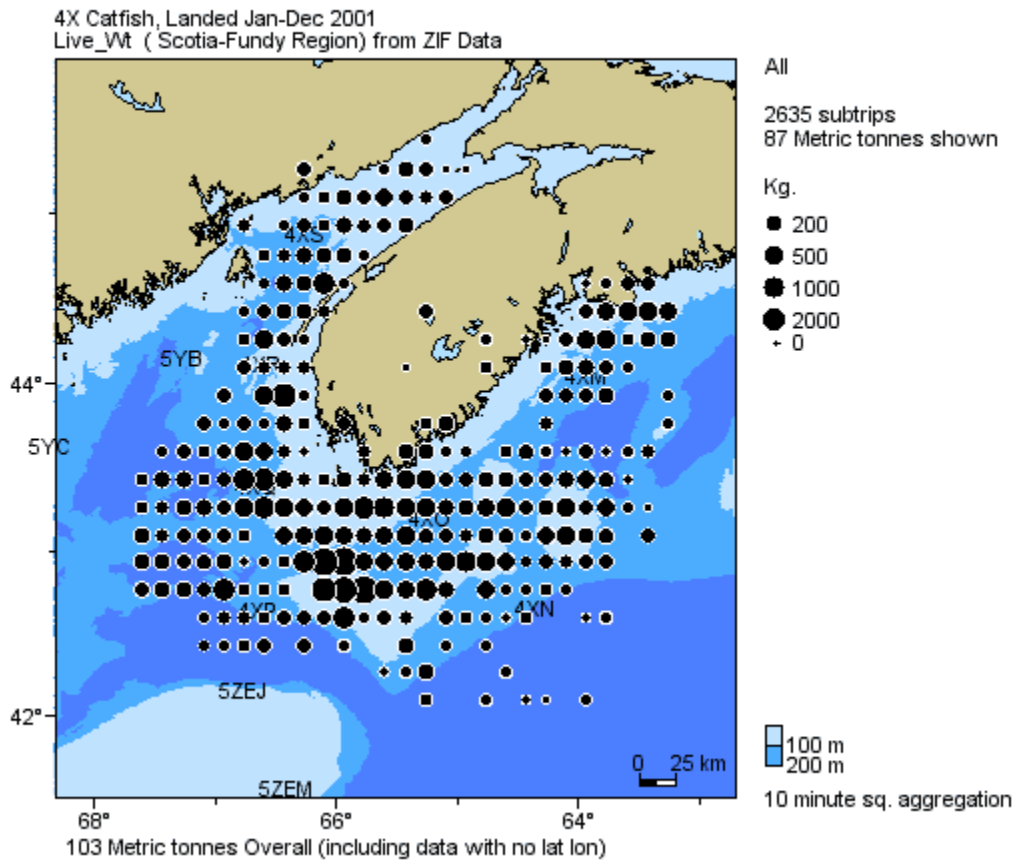 4X Catfish, Landed Jan-Dec 2001
Live_Wt ( Scotia-Fundy Region) from ZIF Data
All
2635 subtrips
87 Metric tonnes shown
Kg.
200
500
1000
2000
0
4XS
5YB
44°
4XM
5YC
4XO
4XP
4XN
5ZEJ
42°
0 25 km
100 m
200 m
5ZEM
10 minute sq. aggregation
68° 66° 64°
103 Metric tonnes Overall (including data with no lat lon)